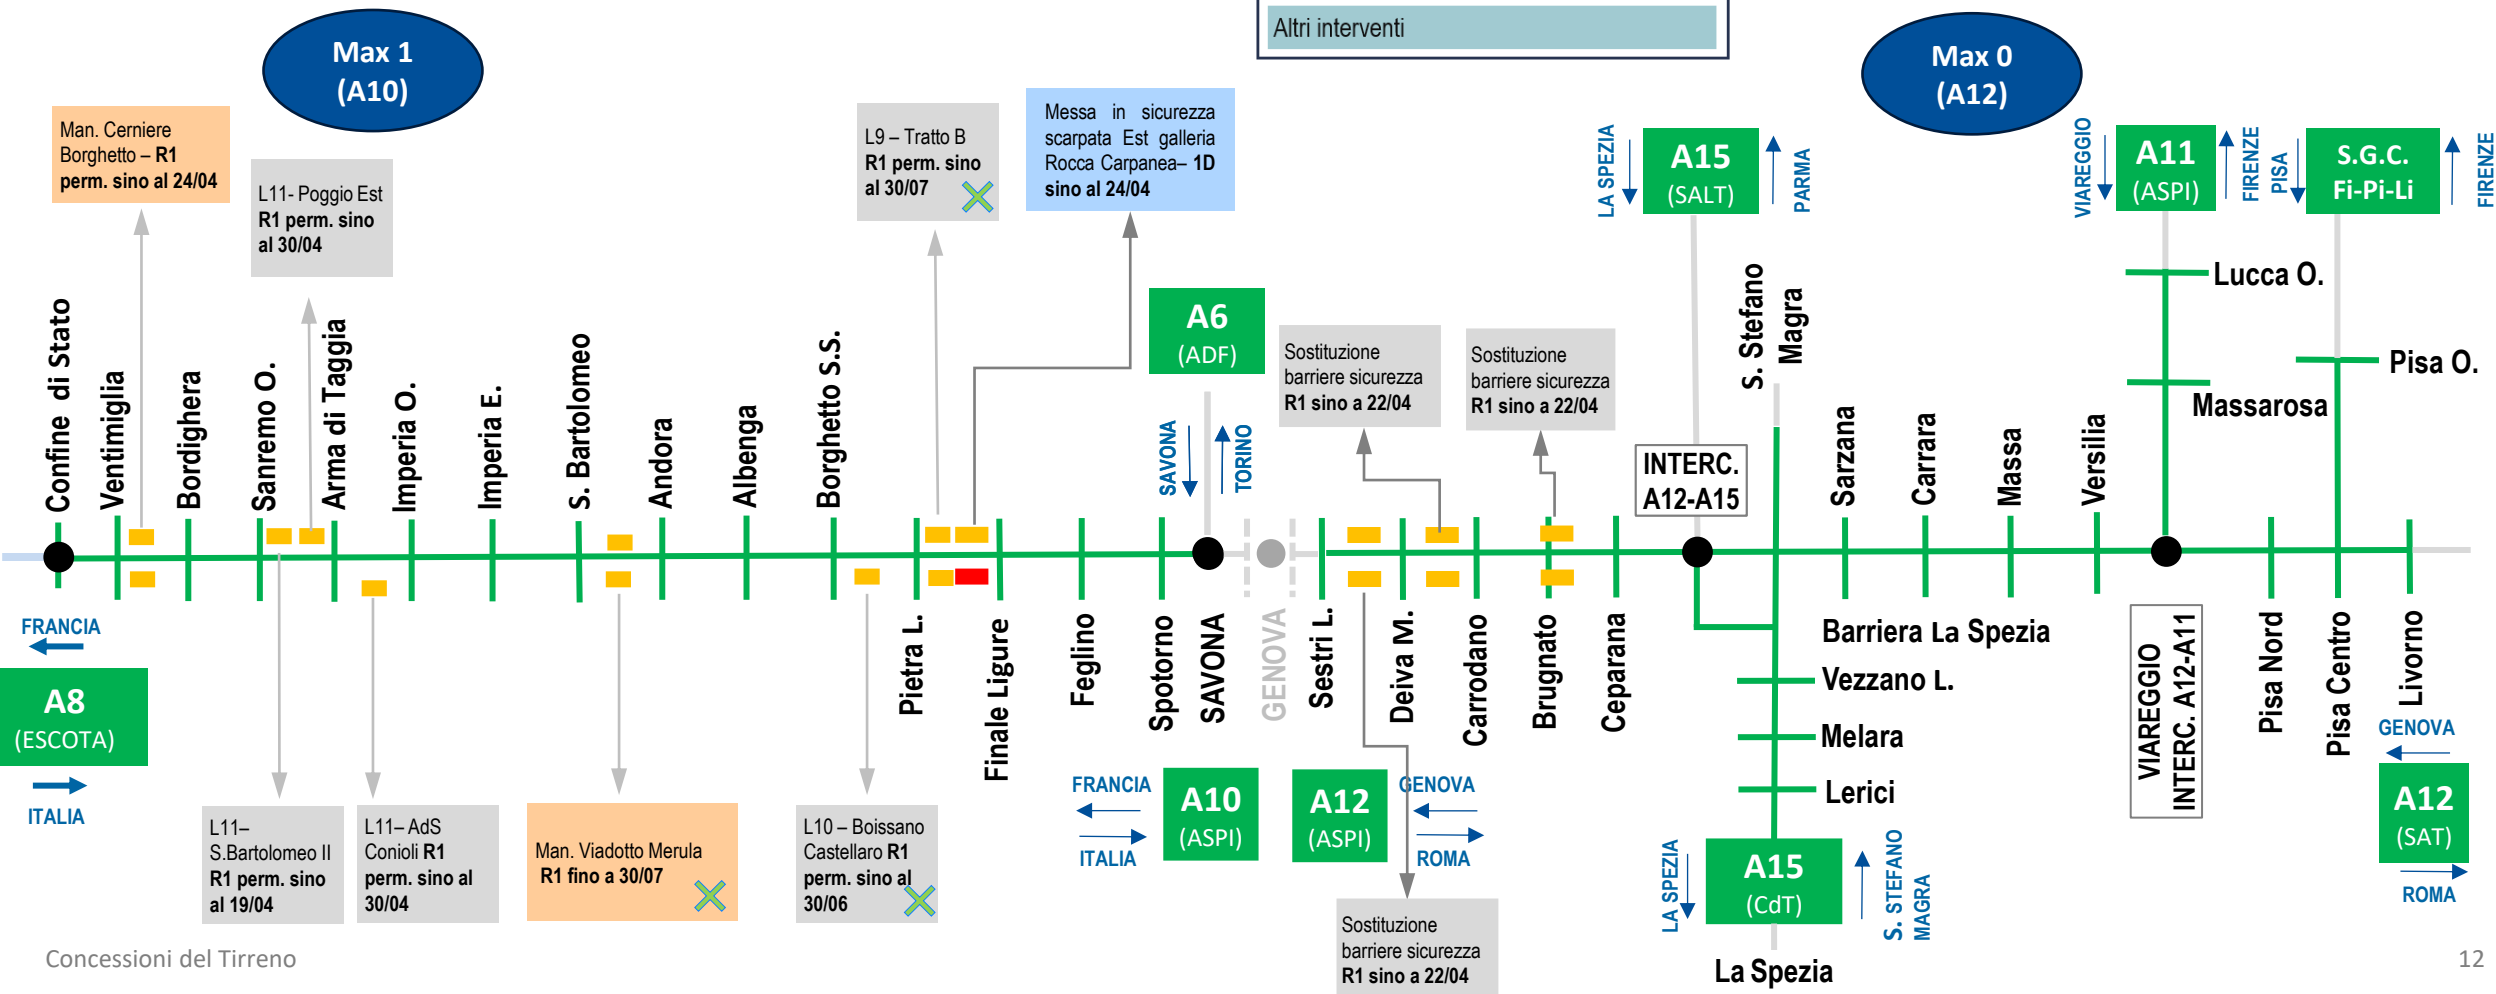 Altri interventi
Max 1
(A10)
Max 0
(A12)
Man. Cerniere
Borghetto – R1
perm. sino al 24/04
L11- Poggio Est
R1 perm. sino
al 30/04
L9 – Tratto B
R1 perm. sino
al 30/07
Messa in sicurezza
scarpata Est galleria
Rocca Carpanea– 1D
sino al 24/04
LA SPEZIA
A15
(SALT)
PARMA
VIAREGGIO
A11
(ASPI)
FIRENZE
PISA
S.G.C.
Fi-Pi-Li
FIRENZE
A6
(ADF)
SAVONA
TORINO
Sostituzione
barriere sicurezza
R1 sino a 22/04
Sostituzione
barriere sicurezza
R1 sino a 22/04
INTERC.
A12-A15
S. Stefano
Magra
Lucca O.
Massarosa
Pisa O.
Confine di Stato
Ventimiglia
Bordighera
Sanremo O.
Arma di Taggia
Imperia O.
Imperia E.
S. Bartolomeo
Andora
Albenga
Borghetto S.S.
Pietra L.
Finale Ligure
Feglino
Spotorno
SAVONA
GENOVA
Sestri L.
Deiva M.
Carrodano
Brugnato
Ceparana
Sarzana
Carrara
Massa
Versilia
Barriera La Spezia
Vezzano L.
Melara
Lerici
VIAREGGIO
INTERC. A12-A11
Pisa Nord
Pisa Centro
Livorno
FRANCIA
A8
(ESCOTA)
ITALIA
L11–
S.Bartolomeo II
R1 perm. sino
al 19/04
L11– AdS
Conioli R1
perm. sino al
30/04
Man. Viadotto Merula
R1 fino a 30/07
L10 – Boissano
Castellaro R1
perm. sino al
30/06
FRANCIA
ITALIA
A10
(ASPI)
A12
(ASPI)
GENOVA
ROMA
Sostituzione
barriere sicurezza
R1 sino a 22/04
LA SPEZIA
A15
(CdT)
S. STEFANO
MAGRA
La Spezia
GENOVA
A12
(SAT)
ROMA
Concessioni del Tirreno
12